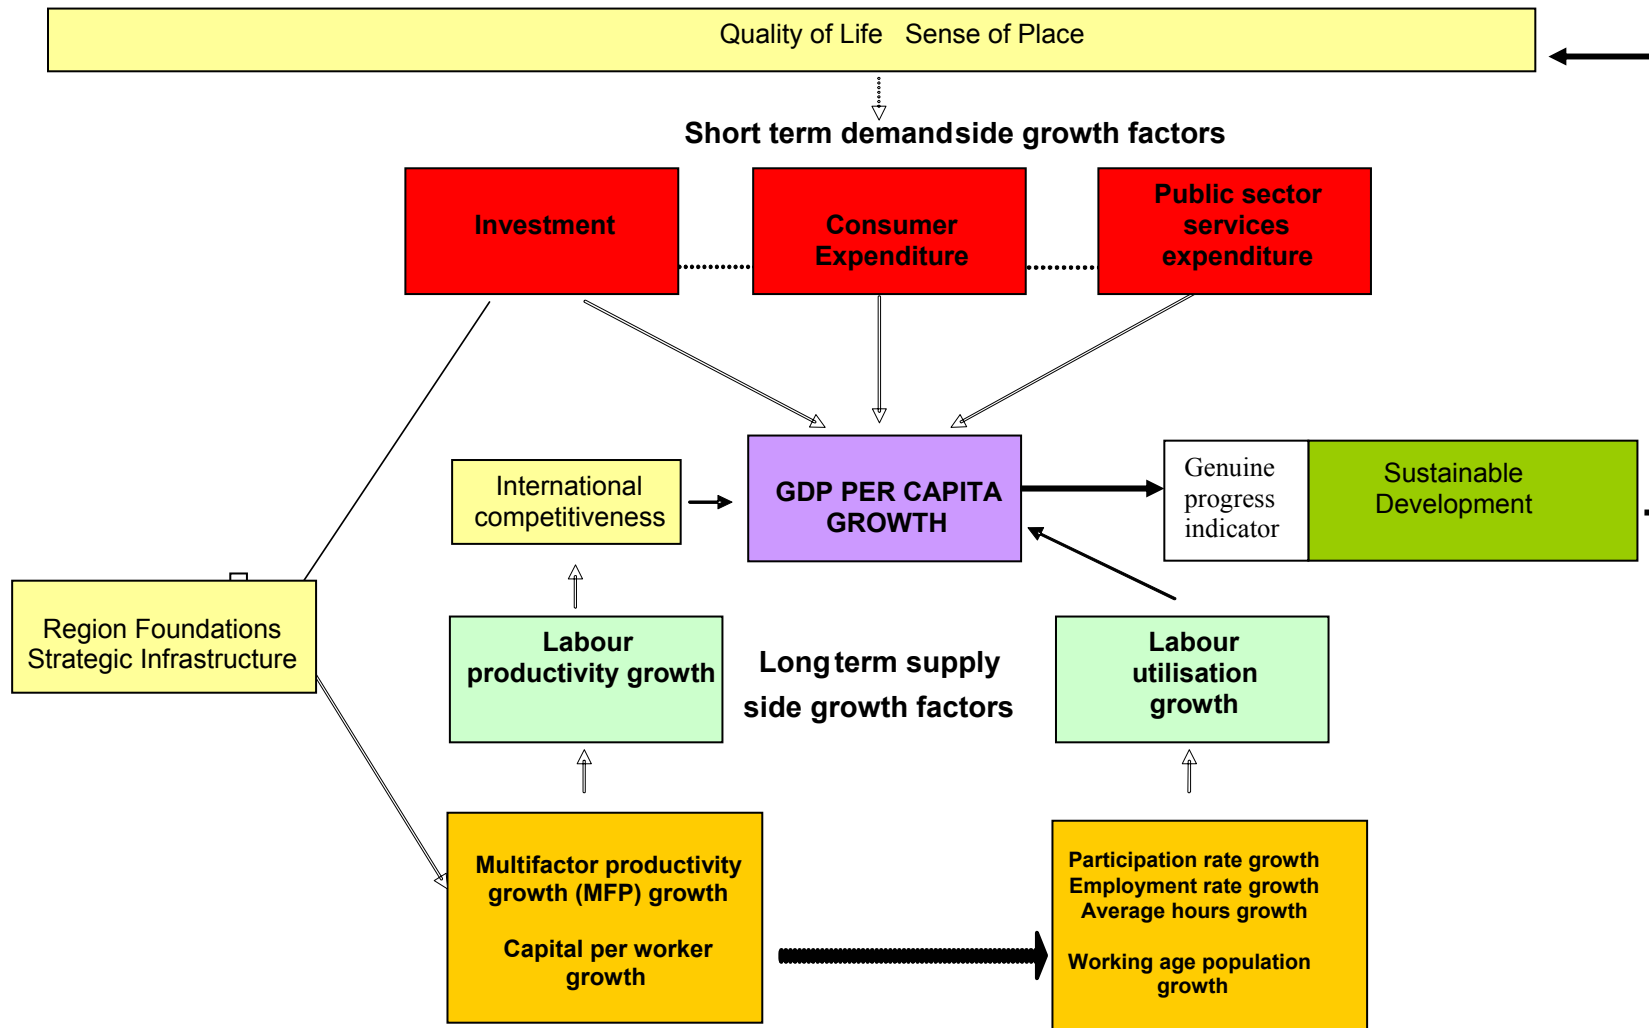 Quality of Life   Sense of Place
Short term demandside growth factors
Investment
Consumer
Expenditure
Public sector
services
expenditure
International
competitiveness
GDP PER CAPITA
GROWTH
Genuine
progress
indicator
Sustainable
Development
Region Foundations
Strategic Infrastructure
Labour
productivity growth
Long term supply
side growth factors
Labour
utilisation
growth
Multifactor productivity
growth (MFP) growth
Capital per worker
growth
Participation rate growth
Employment rate growth
Average hours growth
Working age population
growth